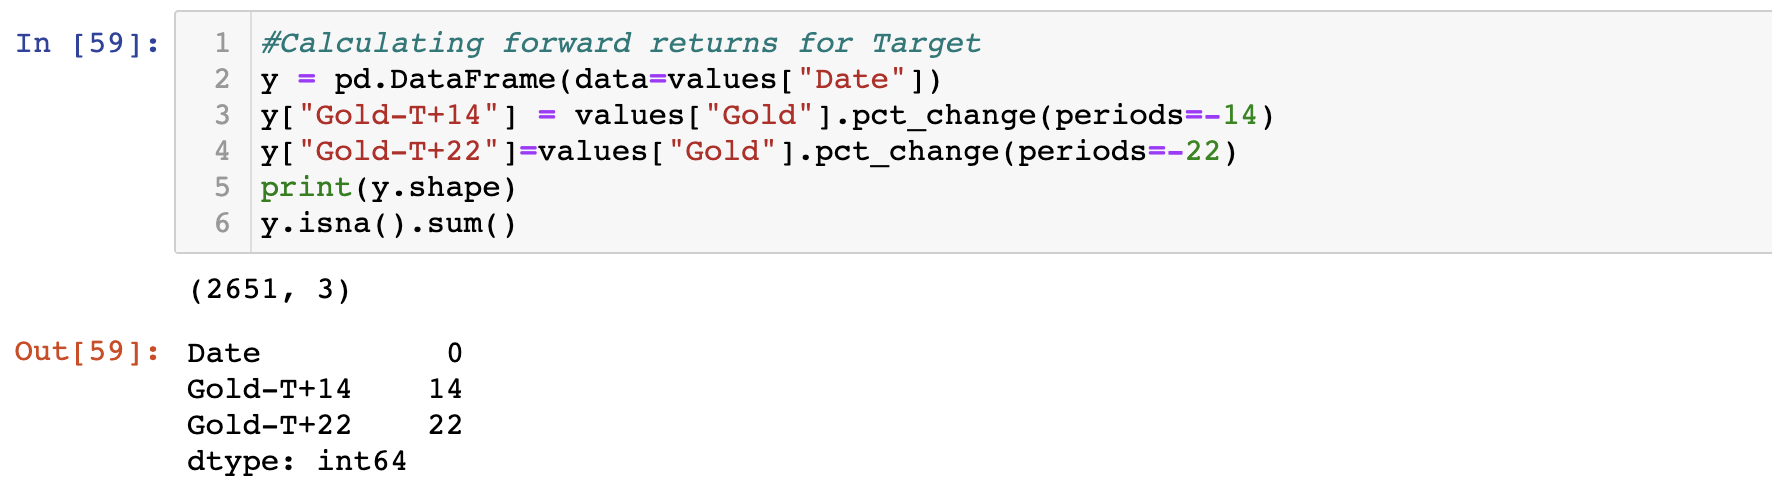 In [59]:
1 #Calculating forward returns for Target
2 y = pd.DataFrame(data=values["Date"])
3 y["Gold-T+14"] = values["Gold"].pct_change(periods=-14)
4 y["Gold-T+22"]=values["Gold"].pct_change(periods=-22)
5 print(y.shape)
6 y.isna().sum()
(2651, 3)
Out[59]:
Date 0
Gold-T+14 14
Gold-T+22 22
dtype: int64